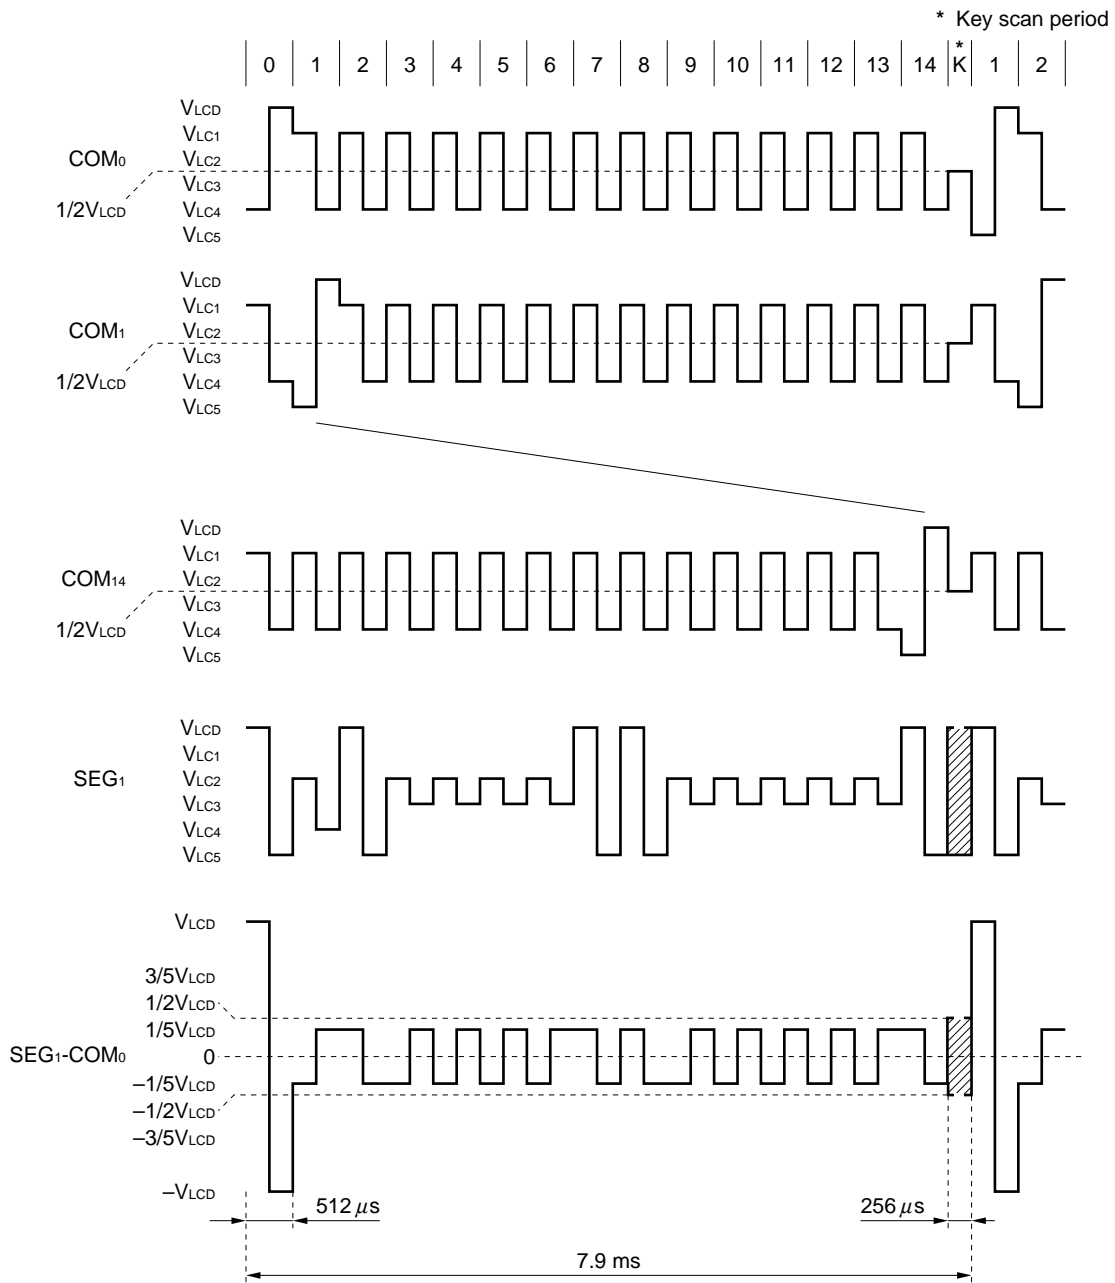 * Key scan period
0 1 2 3 4 5 6 7 8 9 10 11 12 13 14 * K 1 2
COM0
1/2VLCD
VLCD
VLC1
VLC2
VLC3
VLC4
VLC5
COM1
1/2VLCD
VLCD
VLC1
VLC2
VLC3
VLC4
VLC5
COM14
1/2VLCD
VLCD
VLC1
VLC2
VLC3
VLC4
VLC5
SEG1
VLCD
VLC1
VLC2
VLC3
VLC4
VLC5
SEG1-COM0
VLCD
3/5VLCD
1/2VLCD
1/5VLCD
0
–1/5VLCD
–1/2VLCD
–3/5VLCD
–VLCD
512 μs
256 μs
7.9 ms